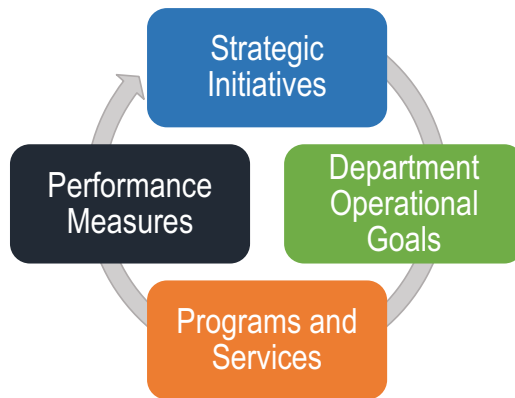 Strategic
Initiatives
Department
Operational
Goals
Programs and
Services
Performance
Measures